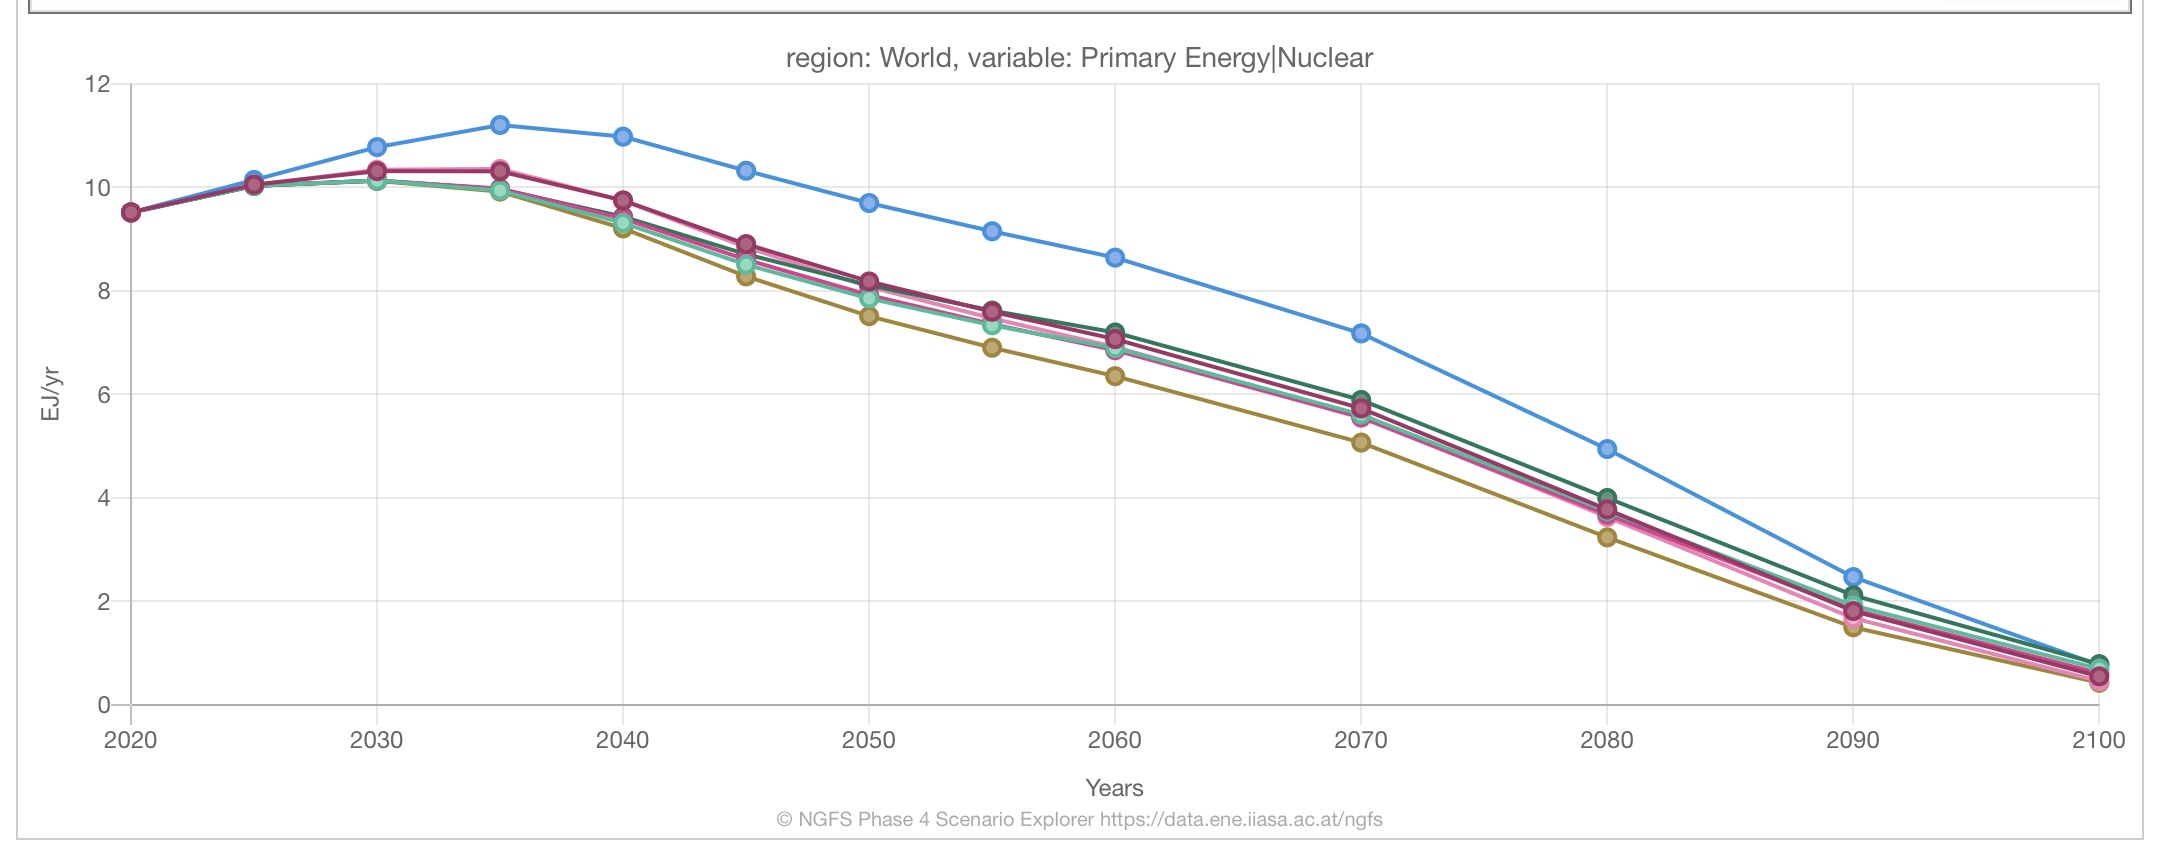 region: World, variable: Primary Energy|Nuclear
12
10
8
6
4
2
0
EJ/yr
2020 2030 2040 2050 2060 2070 2080 2090 2100
Years
© NGFS Phase 4 Scenario Explorer https://data.ene.iiasa.ac.at/ngfs